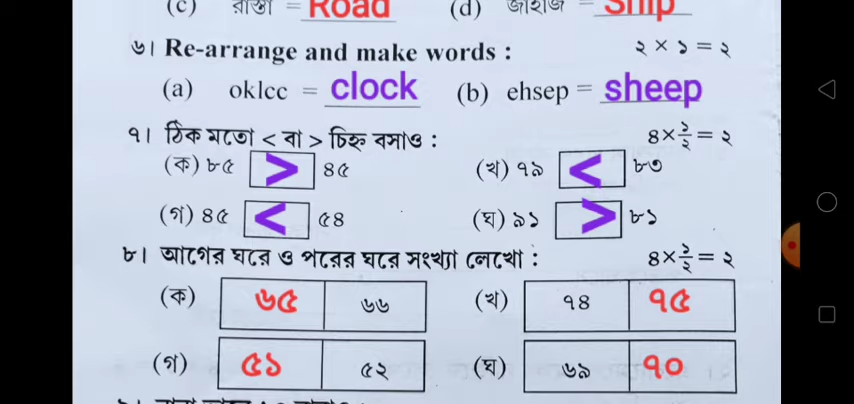 (c) রাস্তা = Road (d) জাহাজ = Ship
৬। Re-arrange and make words : ২ × ১ = ২
(a) oklcc = clock (b) ehsep = sheep
৭। ঠিক মতো < বা > চিহ্ন বসাও : ৪ × ১/২ = ২
(ক) ৮৫ > ৪৫ (খ) ৭৯ < ৮৩
(গ) ৪৫ < ৫৪ (ঘ) ৯১ > ৮১
৮। আগের ঘরে ও পরের ঘরে সংখ্যা লেখো : ৪ × ১/২ = ২
(ক) ৬৫ ৬৬ (খ) ৭৪ ৭৫
(গ) ৫১ ৫২ (ঘ) ৬৯ ৭০